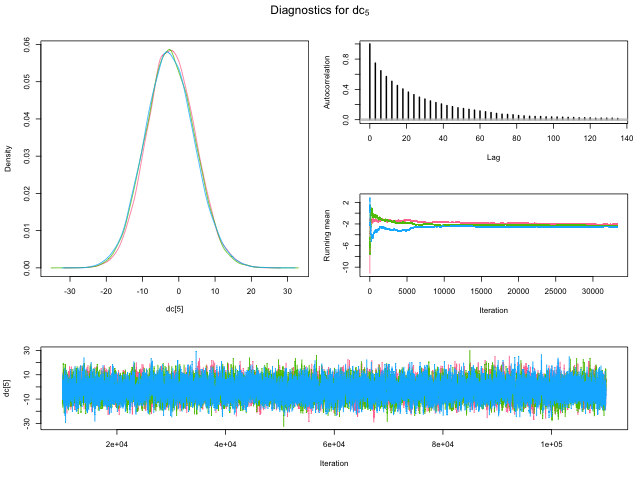 Diagnostics for dc5
Density
0.00 0.01 0.02 0.03 0.04 0.05 0.06
-30 -20 -10 0 10 20 30
dc[5]
Autocorrelation
0.0 0.4 0.8
0 20 40 60 80 100 120 140
Lag
Running mean
-10 -6 -2 2
0 5000 10000 15000 20000 25000 30000
Iteration
dc[5]
-30 -10 10 30
2e+04 4e+04 6e+04 8e+04 1e+05
Iteration